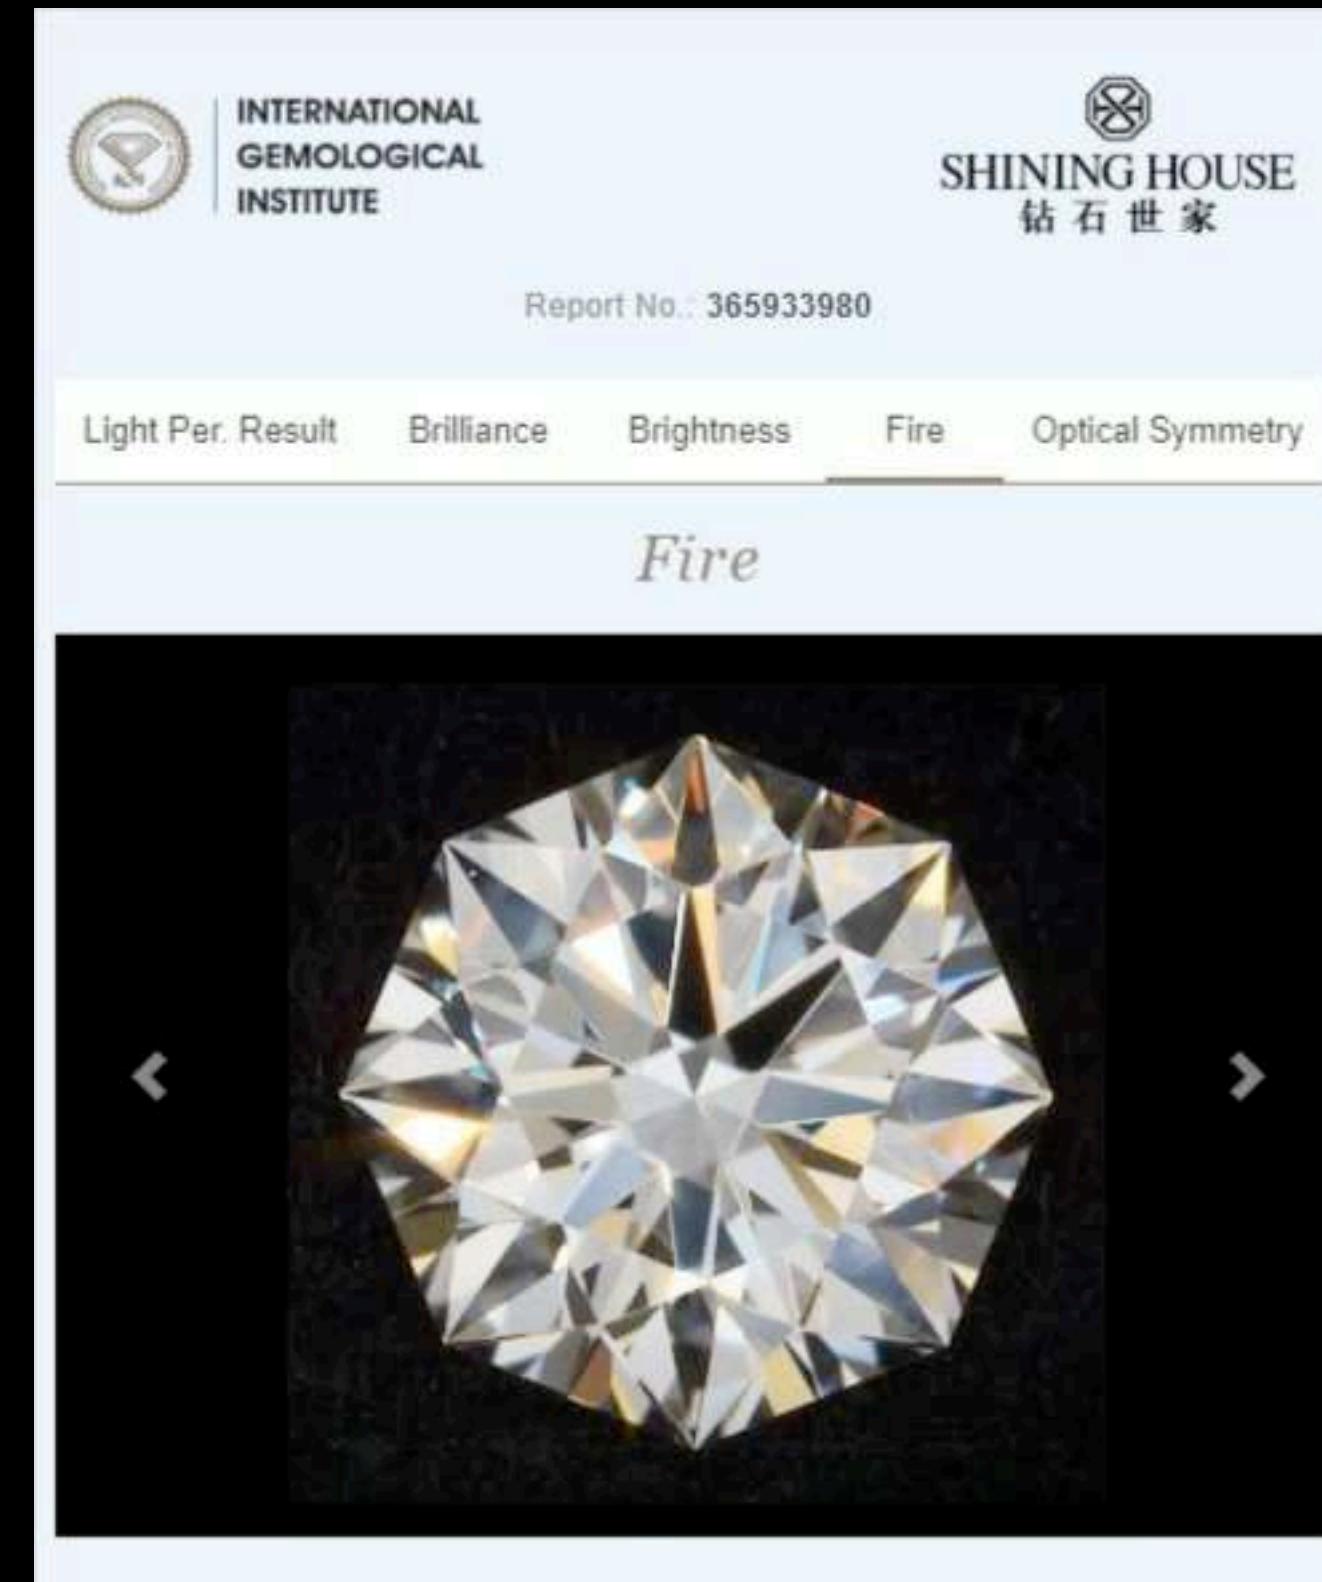 INTERNATIONAL
GEMOLOGICAL
INSTITUTE
SHINING HOUSE
钻石世家
Report No.: 365933980
Light Per. Result Brilliance Brightness Fire Optical Symmetry
Fire